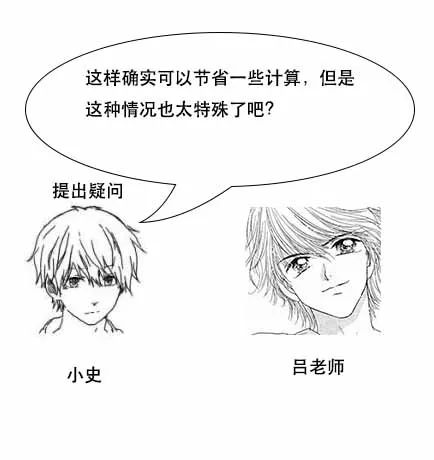 这样确实可以节省一些计算，但是
这种情况也太特殊了吧？
提出疑问
小史
吕老师